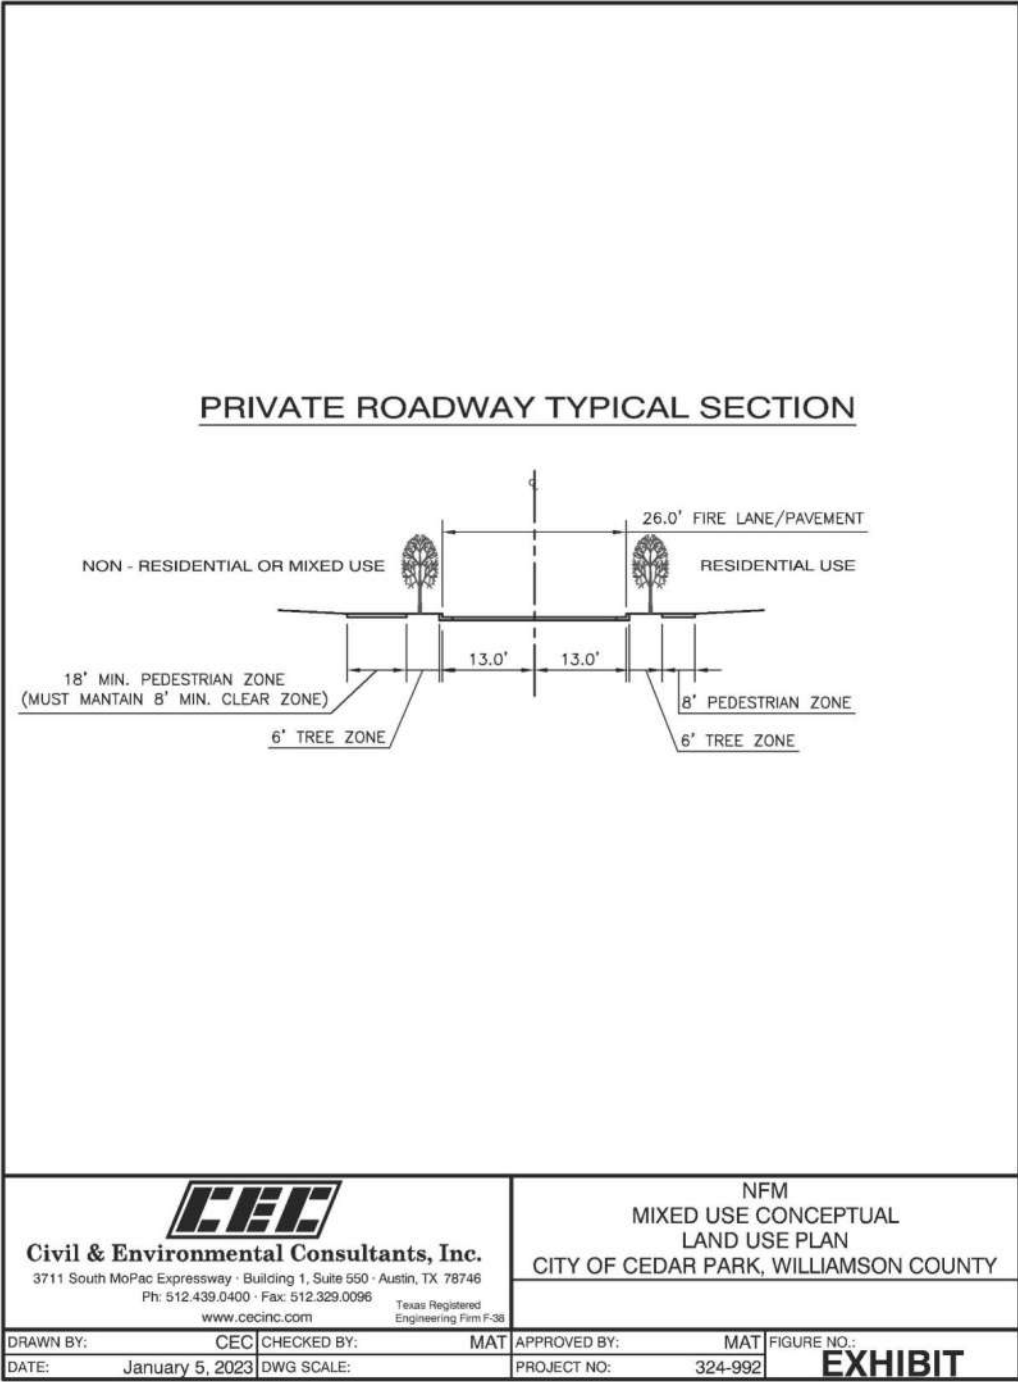 PRIVATE ROADWAY TYPICAL SECTION
℄
26.0' FIRE LANE/PAVEMENT
NON - RESIDENTIAL OR MIXED USE
RESIDENTIAL USE
13.0'
13.0'
18' MIN. PEDESTRIAN ZONE
(MUST MANTAIN 8' MIN. CLEAR ZONE)
8' PEDESTRIAN ZONE
6' TREE ZONE
6' TREE ZONE
CEC
Civil & Environmental Consultants, Inc.
3711 South MoPac Expressway · Building 1, Suite 550 · Austin, TX 78746
Ph: 512.439.0400 · Fax: 512.329.0096
www.cecinc.com
Texas Registered
Engineering Firm F-38
NFM
MIXED USE CONCEPTUAL
LAND USE PLAN
CITY OF CEDAR PARK, WILLIAMSON COUNTY
DRAWN BY: CEC CHECKED BY: MAT APPROVED BY: MAT FIGURE NO.:
DATE: January 5, 2023 DWG SCALE: PROJECT NO: 324-992 EXHIBIT